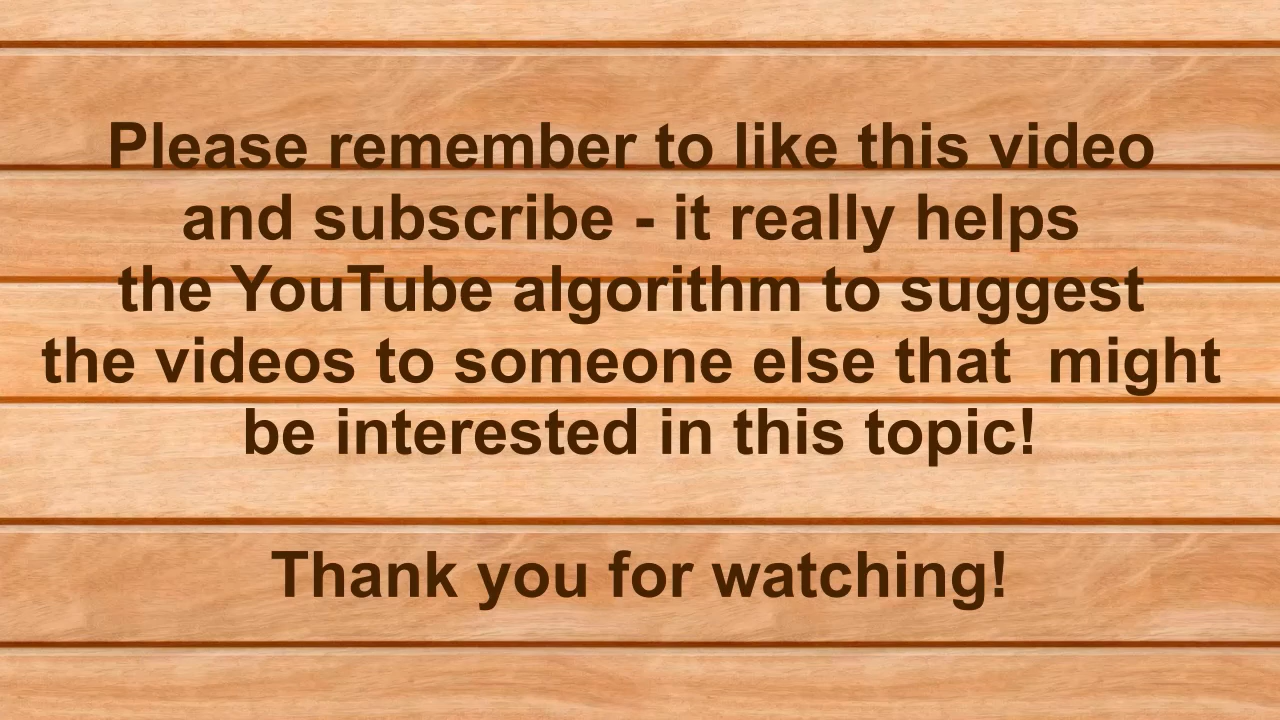 Please remember to like this video
and subscribe - it really helps
the YouTube algorithm to suggest
the videos to someone else that  might
be interested in this topic!
Thank you for watching!